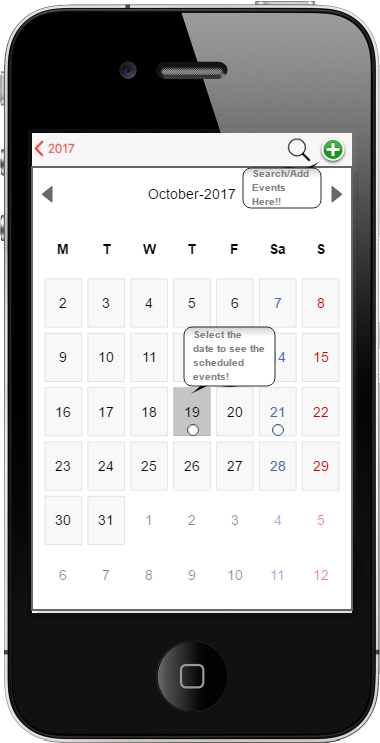 2017
Search/Add
Events
Here!!
October-2017
M T W T F Sa S
2 3 4 5 6 7 8
Select the
date to see the
scheduled
events!
9 10 11 4 15
16 17 18 19 20 21 22
23 24 25 26 27 28 29
30 31 1 2 3 4 5
6 7 8 9 10 11 12